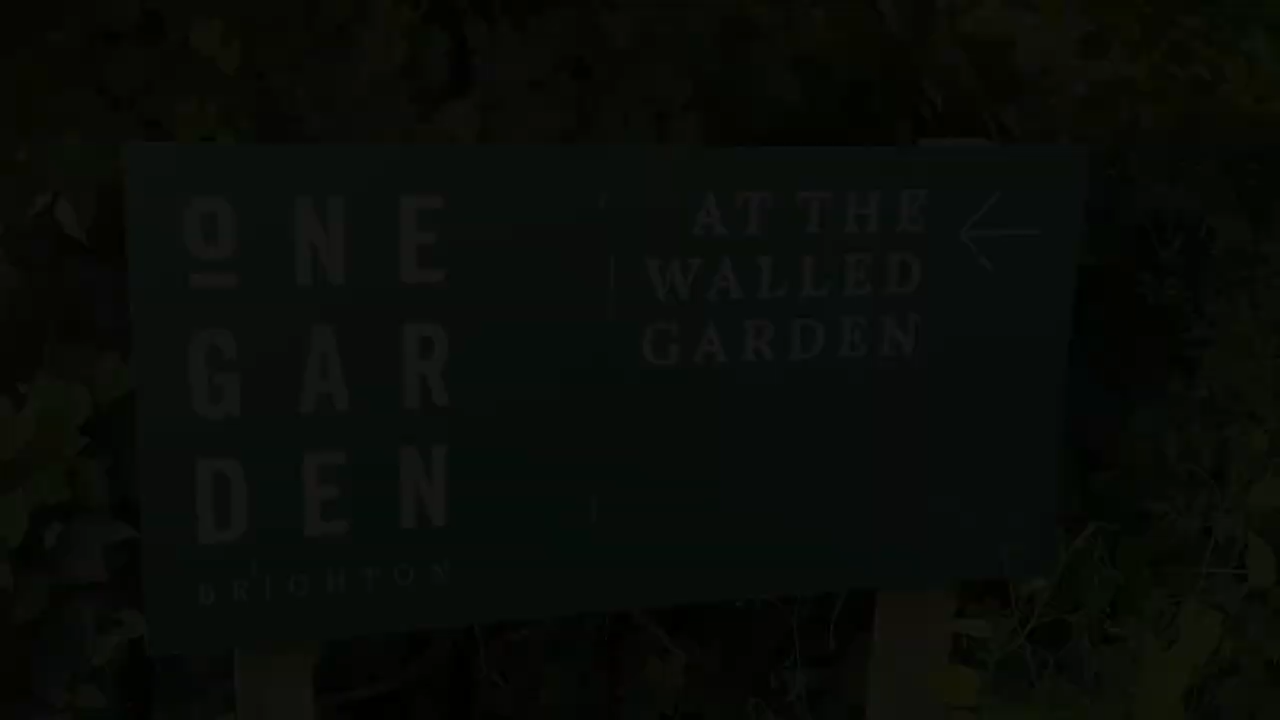 ONE
GAR
DEN
BRIGHTON
AT THE
WALLED
GARDEN